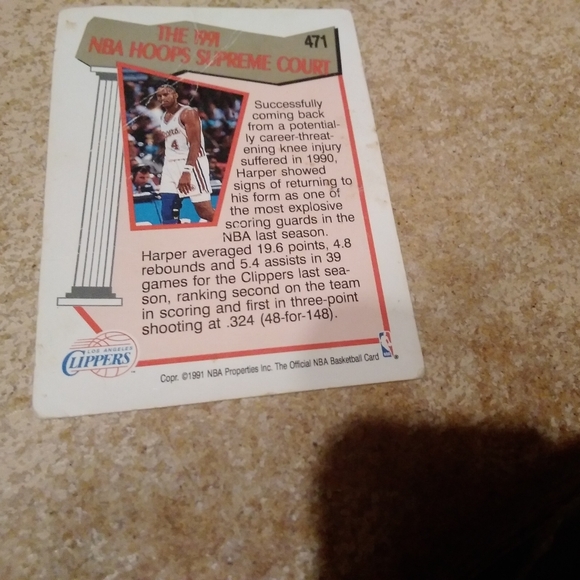 THE 1991
NBA HOOPS SUPREME COURT
471
Successfully
coming back
from a potential-
ly career-threat-
ening knee injury
suffered in 1990,
Harper showed
signs of returning to
his form as one of
the most explosive
scoring guards in the
NBA last season.
Harper averaged 19.6 points, 4.8
rebounds and 5.4 assists in 39
games for the Clippers last sea-
son, ranking second on the team
in scoring and first in three-point
shooting at .324 (48-for-148).
4
LOS ANGELES
CLIPPERS
Copr. ©1991 NBA Properties Inc. The Official NBA Basketball Card